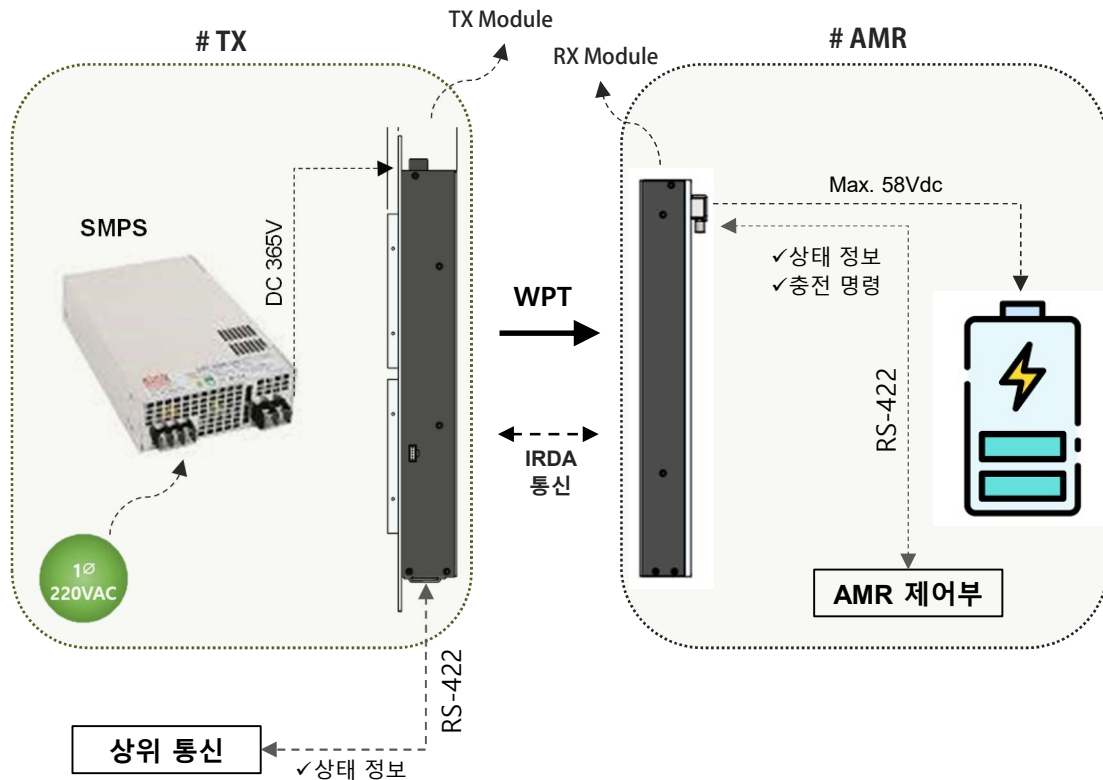 # TX
TX Module
RX Module
# AMR
SMPS
DC 365V
1Ø
220VAC
WPT
IRDA
통신
Max. 58Vdc
✓상태 정보
✓충전 명령
RS-422
AMR 제어부
RS-422
상위 통신
✓상태 정보